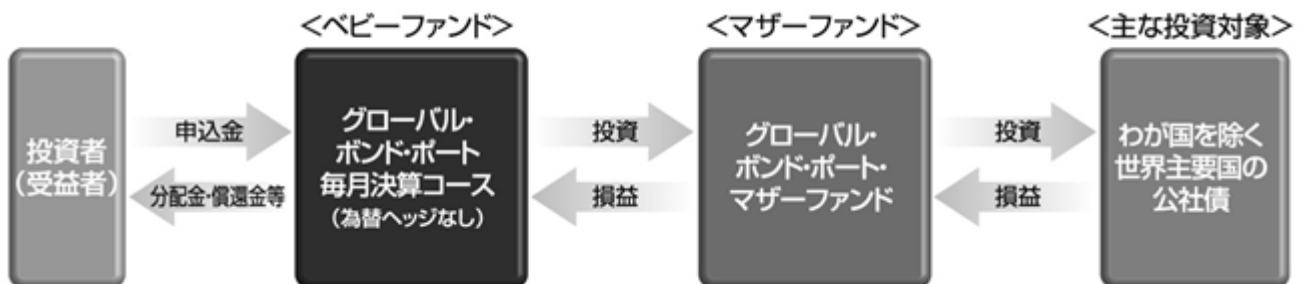 <ベビーファンド>
<マザーファンド>
<主な投資対象>
投資者
(受益者)
申込金
分配金・償還金等
グローバル・
ボンド・ポート
毎月決算コース
(為替ヘッジなし)
投資
損益
グローバル・
ボンド・ポート・
マザーファンド
投資
損益
わが国を除く
世界主要国の
公社債